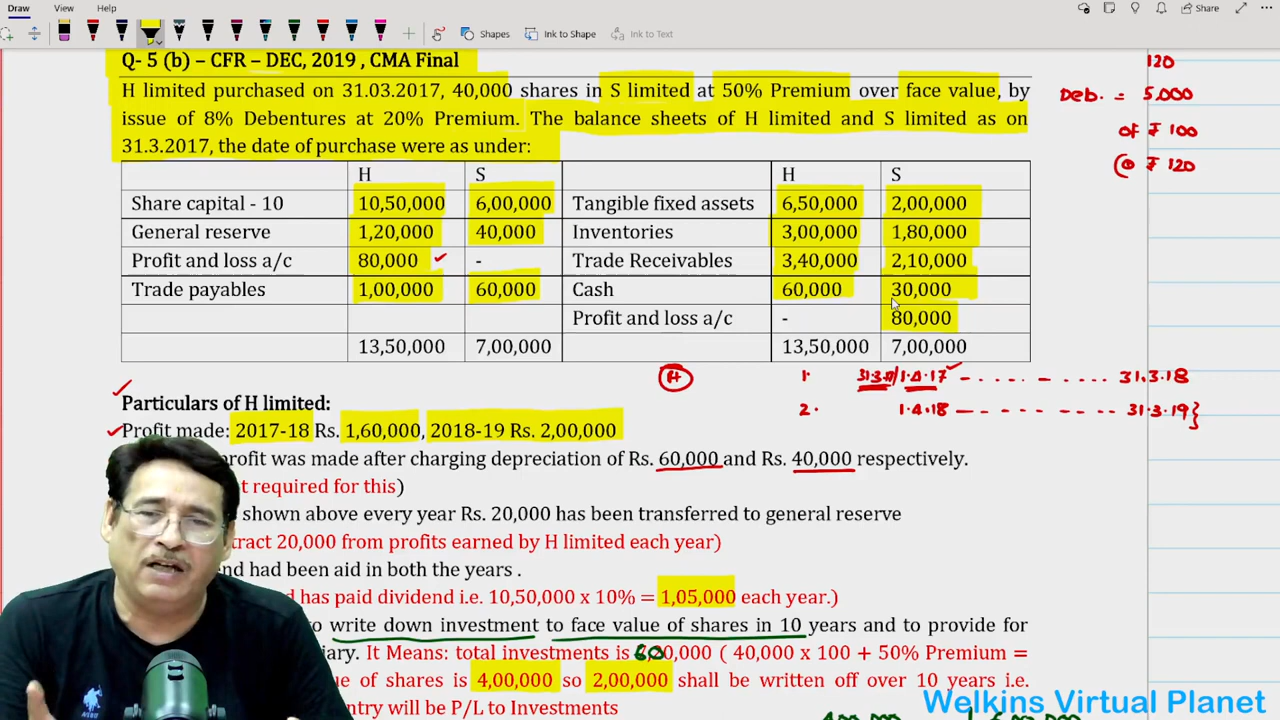 Draw View Help
Shapes Ink to Shape Ink to Text Share
Q- 5 (b) – CFR – DEC, 2019 , CMA Final
H limited purchased on 31.03.2017, 40,000 shares in S limited at 50% Premium over face value, by
issue of 8% Debentures at 20% Premium. The balance sheets of H limited and S limited as on
31.3.2017, the date of purchase were as under:
120
Deb. = 5.000
of ₹ 100
@ ₹ 120
H S H S
Share capital - 10 10,50,000 6,00,000 Tangible fixed assets 6,50,000 2,00,000
General reserve 1,20,000 40,000 Inventories 3,00,000 1,80,000
Profit and loss a/c 80,000 - Trade Receivables 3,40,000 2,10,000
Trade payables 1,00,000 60,000 Cash 60,000 30,000
Profit and loss a/c - 80,000
13,50,000 7,00,000 13,50,000 7,00,000
H 1. 31.3.17/1.4.17 - - - - - - - - 31.3.18
2. 1.4.18 - - - - - - - - 31.3.19}
Particulars of H limited:
Profit made: 2017-18 Rs. 1,60,000, 2018-19 Rs. 2,00,000
profit was made after charging depreciation of Rs. 60,000 and Rs. 40,000 respectively.
t required for this)
shown above every year Rs. 20,000 has been transferred to general reserve
tract 20,000 from profits earned by H limited each year)
nd had been aid in both the years .
d has paid dividend i.e. 10,50,000 x 10% = 1,05,000 each year.)
to write down investment to face value of shares in 10 years and to provide for
iary. It Means: total investments is 60,000 ( 40,000 x 100 + 50% Premium =
ue of shares is 4,00,000 so 2,00,000 shall be written off over 10 years i.e.
ntry will be P/L to Investments
Welkins Virtual Planet